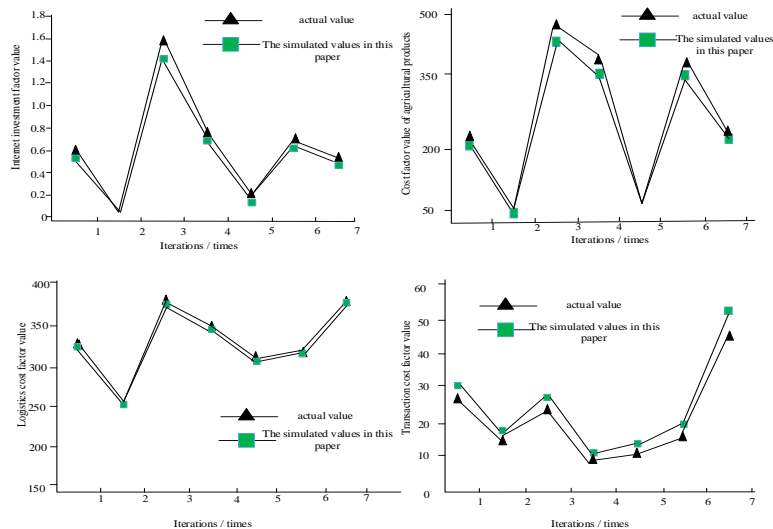 1.8
1.6
1.4
1.2
1.0
0.8
0.6
0.4
0.2
0
Internet investment factor value
actual value
The simulated values in this
paper
1 2 3 4 5 6 7
Iterations / times
500
350
200
50
Cost factor value of agricultural products
actual value
The simulated values
in this paper
1 2 3 4 5 6 7
Iterations / times
400
350
300
250
200
150
Logistics cost factor value
actual value
The simulated values in this
paper
1 2 3 4 5 6 7
Iterations / times
60
50
40
30
20
10
0
Transaction cost factor value
actual value
The simulated values in this
paper
1 2 3 4 5 6 7
Iterations / times